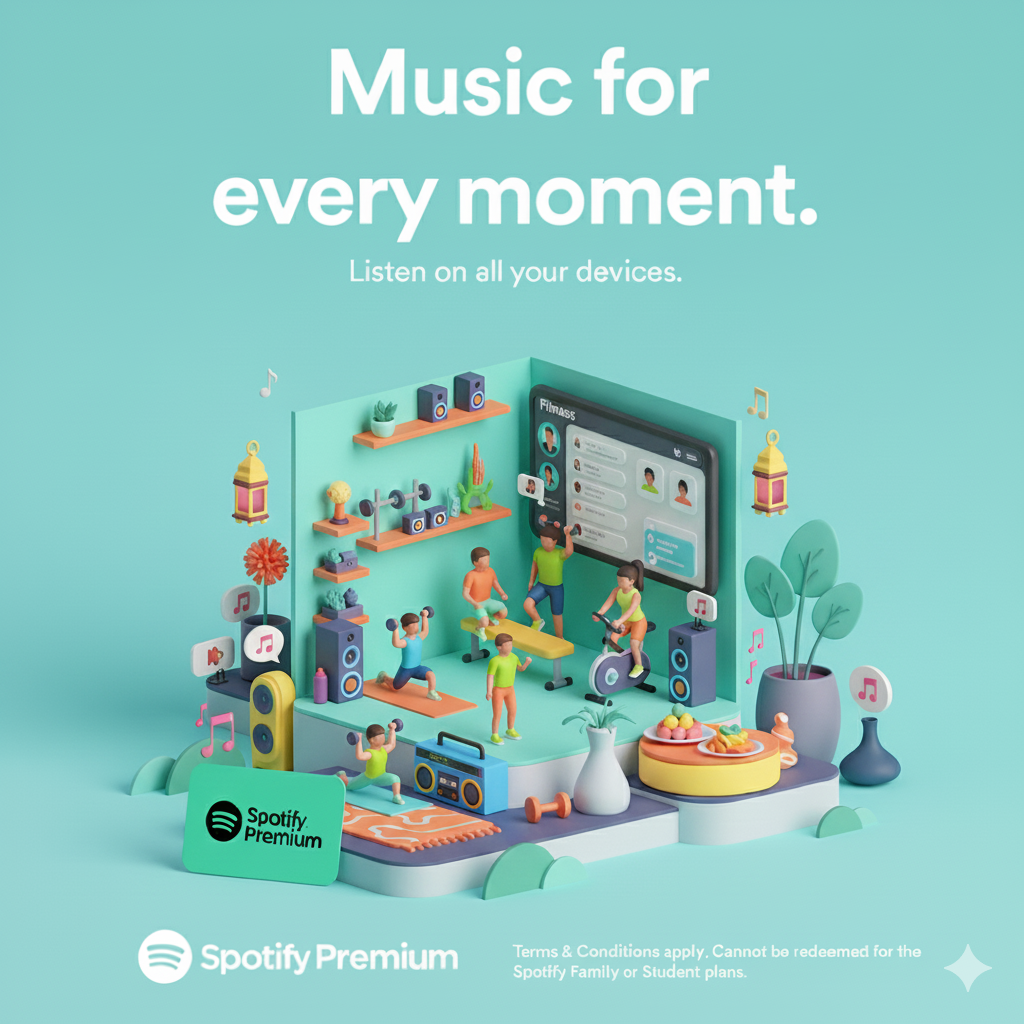 Music for
every moment.
Listen on all your devices.
Spotify
Premium
Spotify Premium
Terms & Conditions apply. Cannot be redeemed for the
Spotify Family or Student plans.